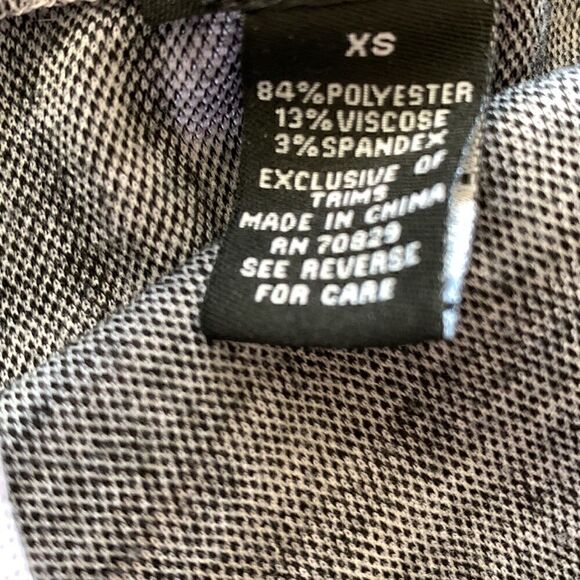 XS
84%POLYESTER
13%VISCOSE
3%SPANDEX
EXCLUSIVE OF
TRIMS
MADE IN CHINA
RN 70829
SEE REVERSE
FOR CARE